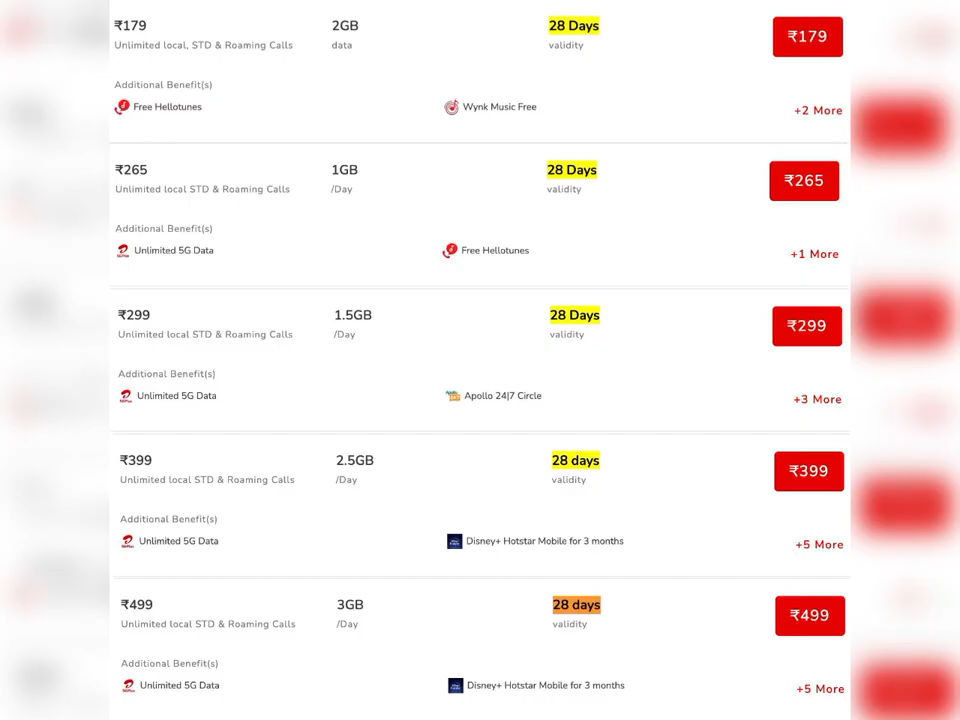 ₹179 2GB 28 Days ₹179
Unlimited local, STD & Roaming Calls data validity
Additional Benefit(s)
Free Hellotunes Wynk Music Free +2 More
₹265 1GB 28 Days ₹265
Unlimited local STD & Roaming Calls /Day validity
Additional Benefit(s)
Unlimited 5G Data Free Hellotunes +1 More
₹299 1.5GB 28 Days ₹299
Unlimited local STD & Roaming Calls /Day validity
Additional Benefit(s)
Unlimited 5G Data Apollo 24|7 Circle +3 More
₹399 2.5GB 28 days ₹399
Unlimited local STD & Roaming Calls /Day validity
Additional Benefit(s)
Unlimited 5G Data Disney+ Hotstar Mobile for 3 months +5 More
₹499 3GB 28 days ₹499
Unlimited local STD & Roaming Calls /Day validity
Additional Benefit(s)
Unlimited 5G Data Disney+ Hotstar Mobile for 3 months +5 More